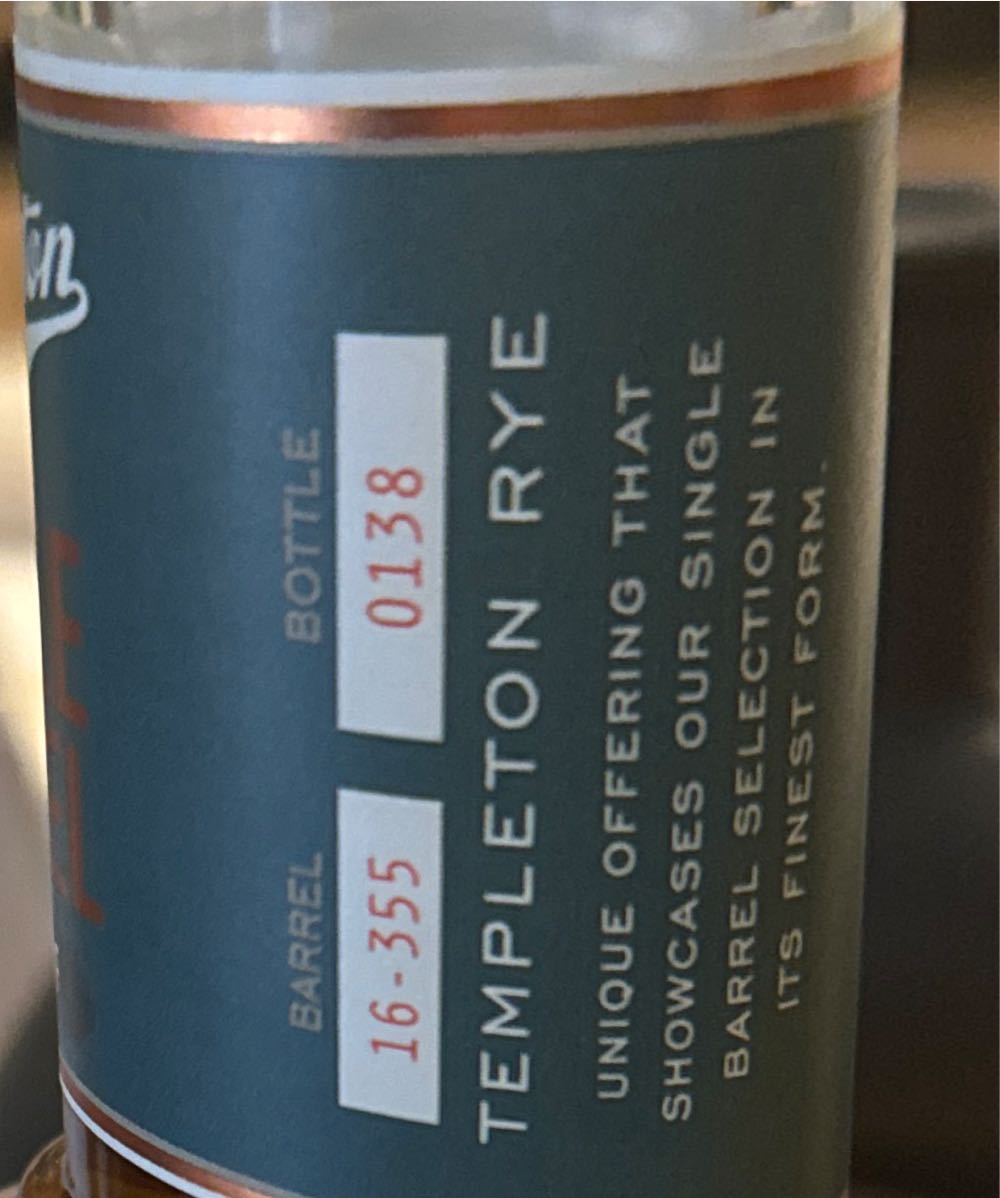 BARREL BOTTLE
16-355 0138
TEMPLETON RYE
UNIQUE OFFERING THAT
SHOWCASES OUR SINGLE
BARREL SELECTION IN
ITS FINEST FORM.